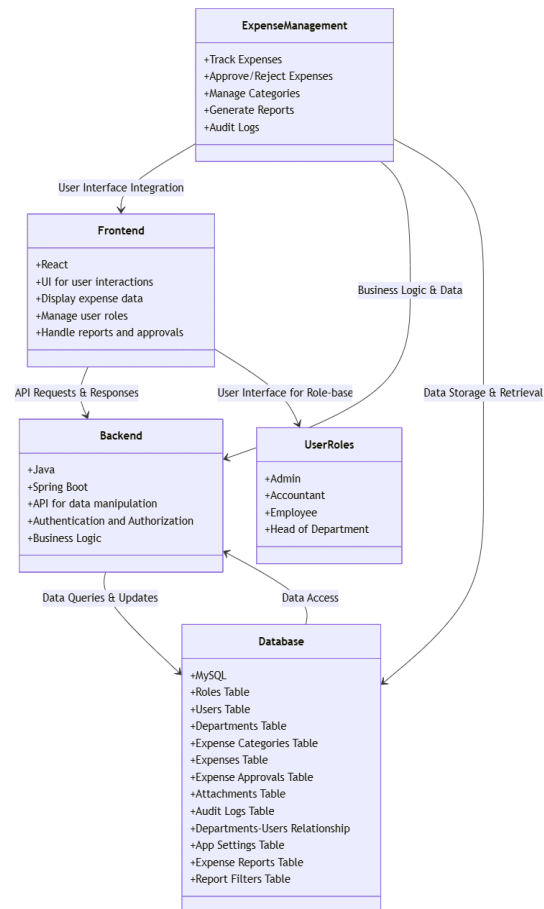 ExpenseManagement
+Track Expenses
+Approve/Reject Expenses
+Manage Categories
+Generate Reports
+Audit Logs
User Interface Integration
Frontend
+React
+UI for user interactions
+Display expense data
+Manage user roles
+Handle reports and approvals
Business Logic & Data
API Requests & Responses
User Interface for Role-base
Data Storage & Retrieval
Backend
+Java
+Spring Boot
+API for data manipulation
+Authentication and Authorization
+Business Logic
UserRoles
+Admin
+Accountant
+Employee
+Head of Department
Data Queries & Updates
Data Access
Database
+MySQL
+Roles Table
+Users Table
+Departments Table
+Expense Categories Table
+Expenses Table
+Expense Approvals Table
+Attachments Table
+Audit Logs Table
+Departments-Users Relationship
+App Settings Table
+Expense Reports Table
+Report Filters Table